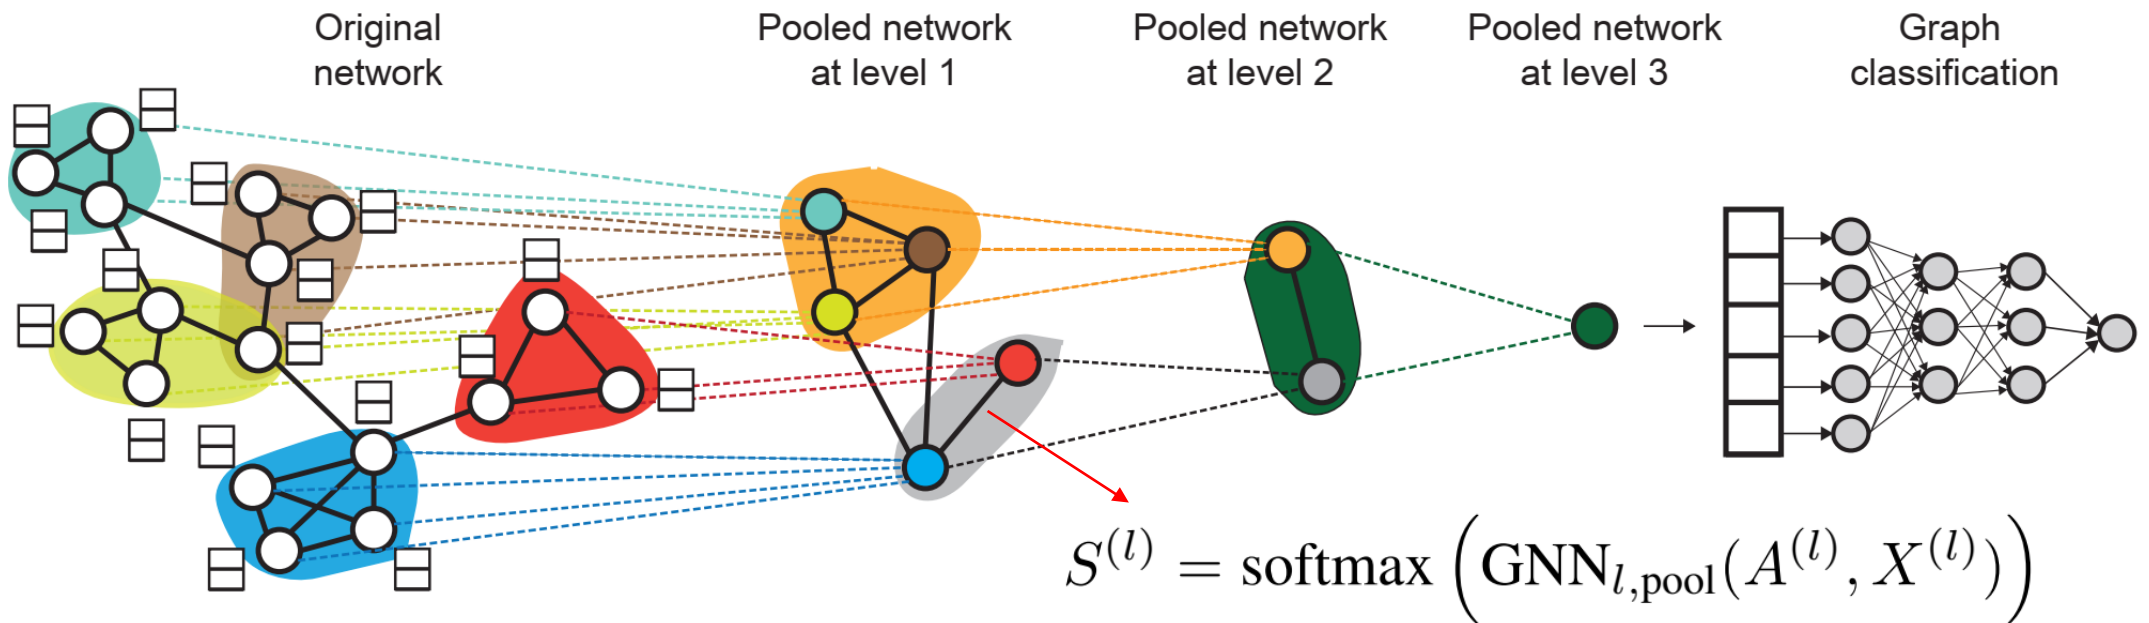 Original
network
Pooled network
at level 1
Pooled network
at level 2
Pooled network
at level 3
Graph
classification
S^{(l)} = softmax(GNN_{l,pool}(A^{(l)}, X^{(l)}))